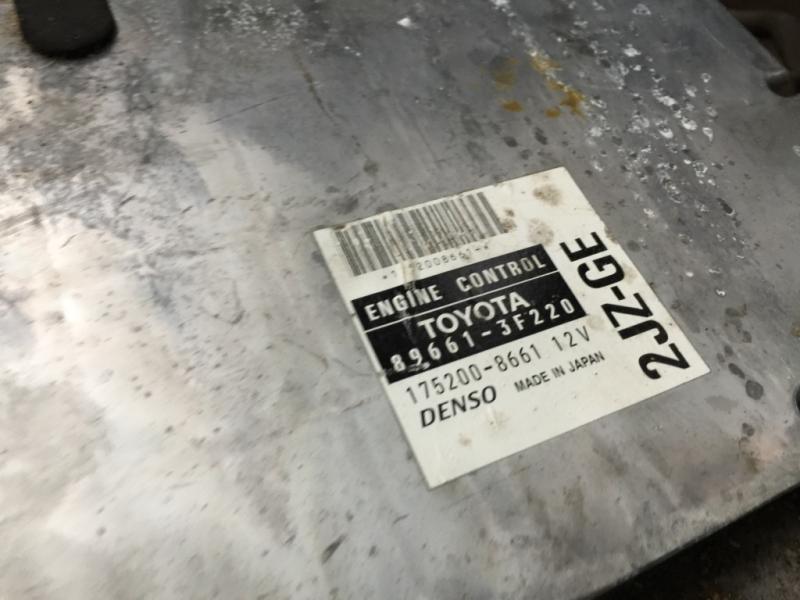 ENGINE CONTROL
TOYOTA
89661-3F220
175200-8661 12V
DENSO MADE IN JAPAN
2JZ-GE